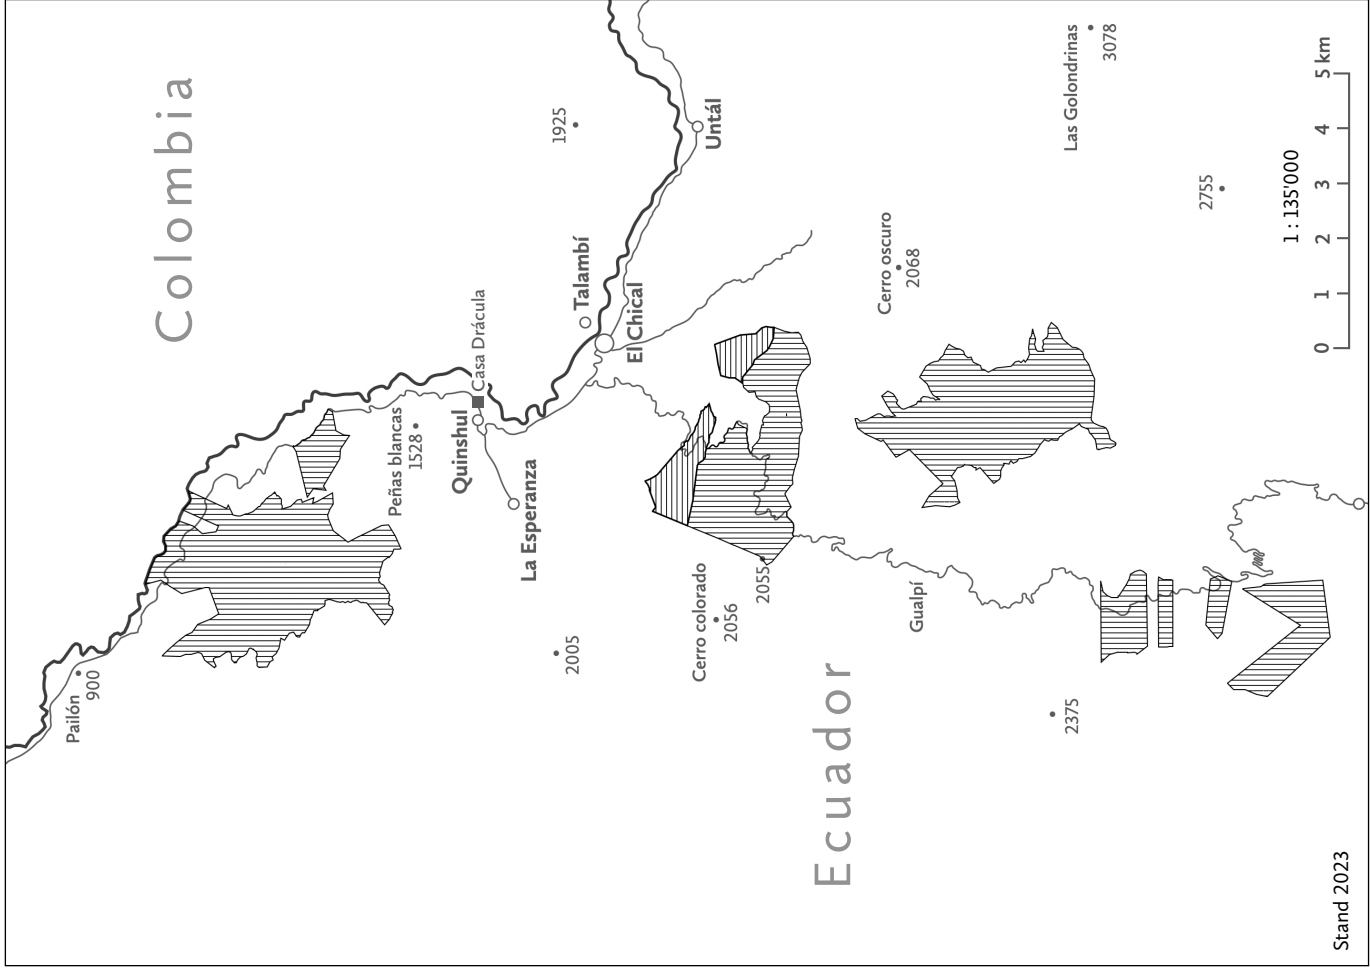 Colombia
Ecuador
Pailón
900
Peñas blancas
1528
Quinshul
Casa Drácula
La Esperanza
Talambí
El Chical
1925
Untál
2005
Cerro colorado
2056
2055
Cerro oscuro
2068
Gualpí
Las Golondrinas
3078
2755
2375
1 : 135'000
0 1 2 3 4 5 km
Stand 2023